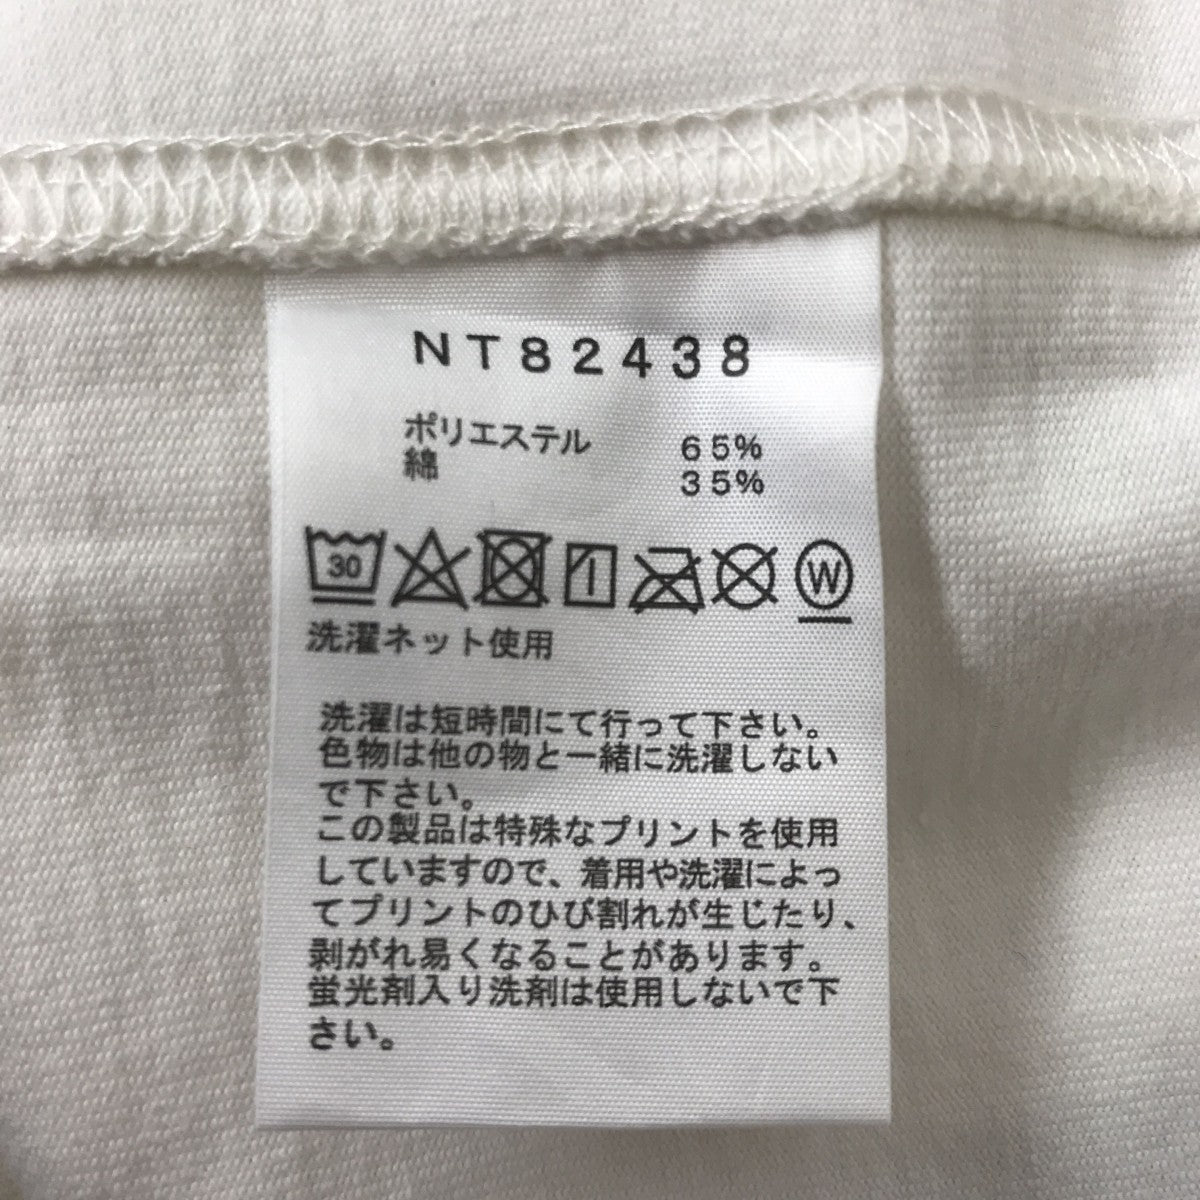 NT82438
ポリエステル 65%
綿 35%
30 W
洗濯ネット使用
洗濯は短時間にて行って下さい。
色物は他の物と一緒に洗濯しない
で下さい。
この製品は特殊なプリントを使用
していますので、着用や洗濯によっ
てプリントのひび割れが生じたり、
剥がれ易くなることがあります。
蛍光剤入り洗剤は使用しないで下
さい。